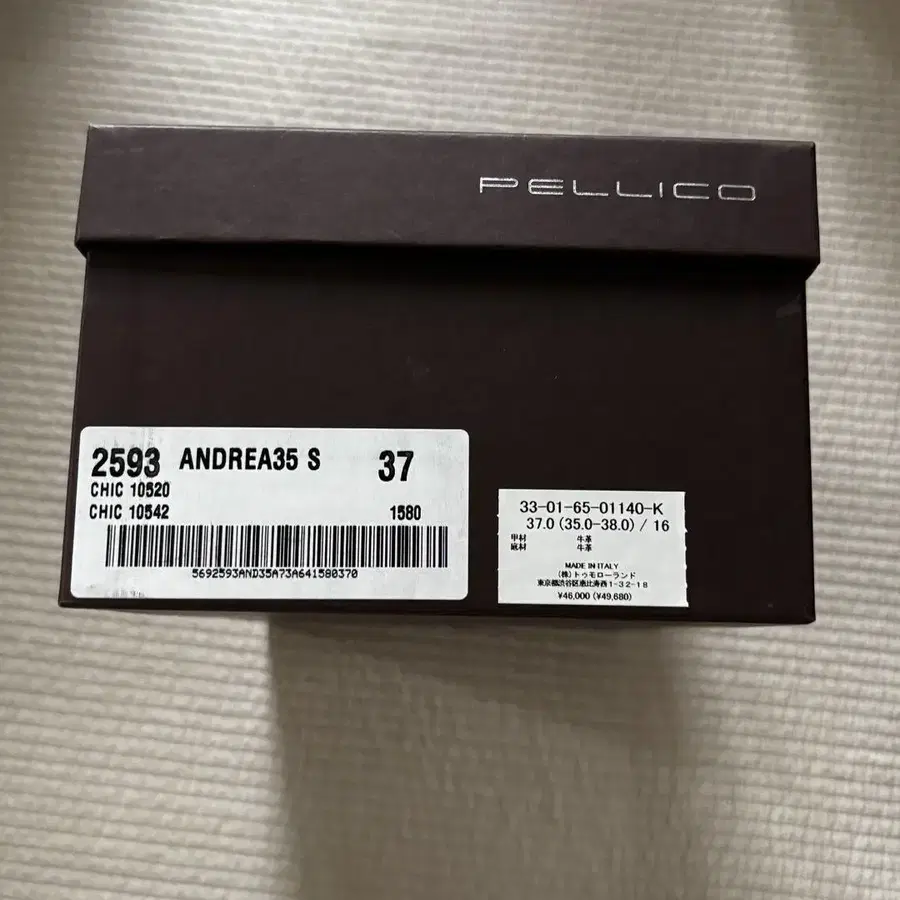 PELLICO
2593 ANDREA35 S 37
CHIC 10520
CHIC 10542 1580
5692593AND35A73A641580370
33-01-65-01140-K
37.0 (35.0-38.0) / 16
甲材 牛革
底材 牛革
MADE IN ITALY
(株)トゥモローランド
東京都渋谷区恵比寿西1-32-18
¥46,000 (¥49,680)